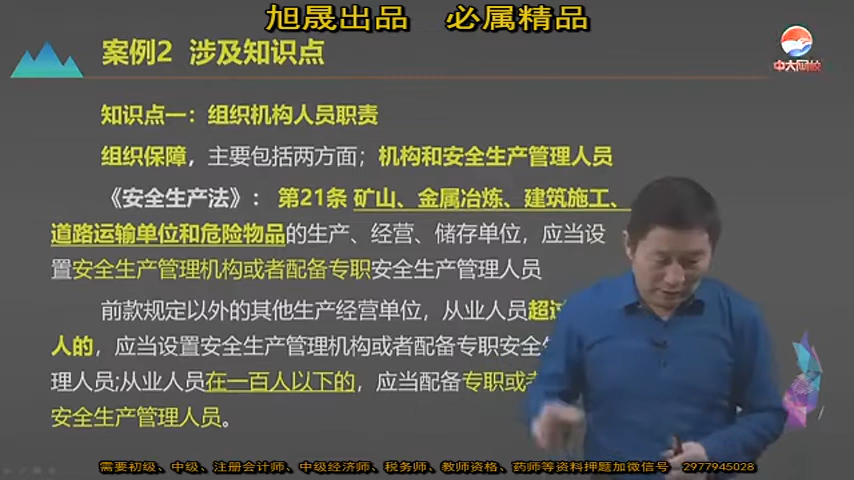 旭晟出品 必属精品
案例2 涉及知识点
中大网校
知识点一：组织机构人员职责
组织保障，主要包括两方面；机构和安全生产管理人员
《安全生产法》：第21条 矿山、金属冶炼、建筑施工、
道路运输单位和危险物品的生产、经营、储存单位，应当设
置安全生产管理机构或者配备专职安全生产管理人员
前款规定以外的其他生产经营单位，从业人员超过
人的，应当设置安全生产管理机构或者配备专职安全
理人员;从业人员在一百人以下的，应当配备专职或
安全生产管理人员。
需要初级、中级、注册会计师、中级经济师、税务师、教师资格、药师等资料押题加微信号 2977945028